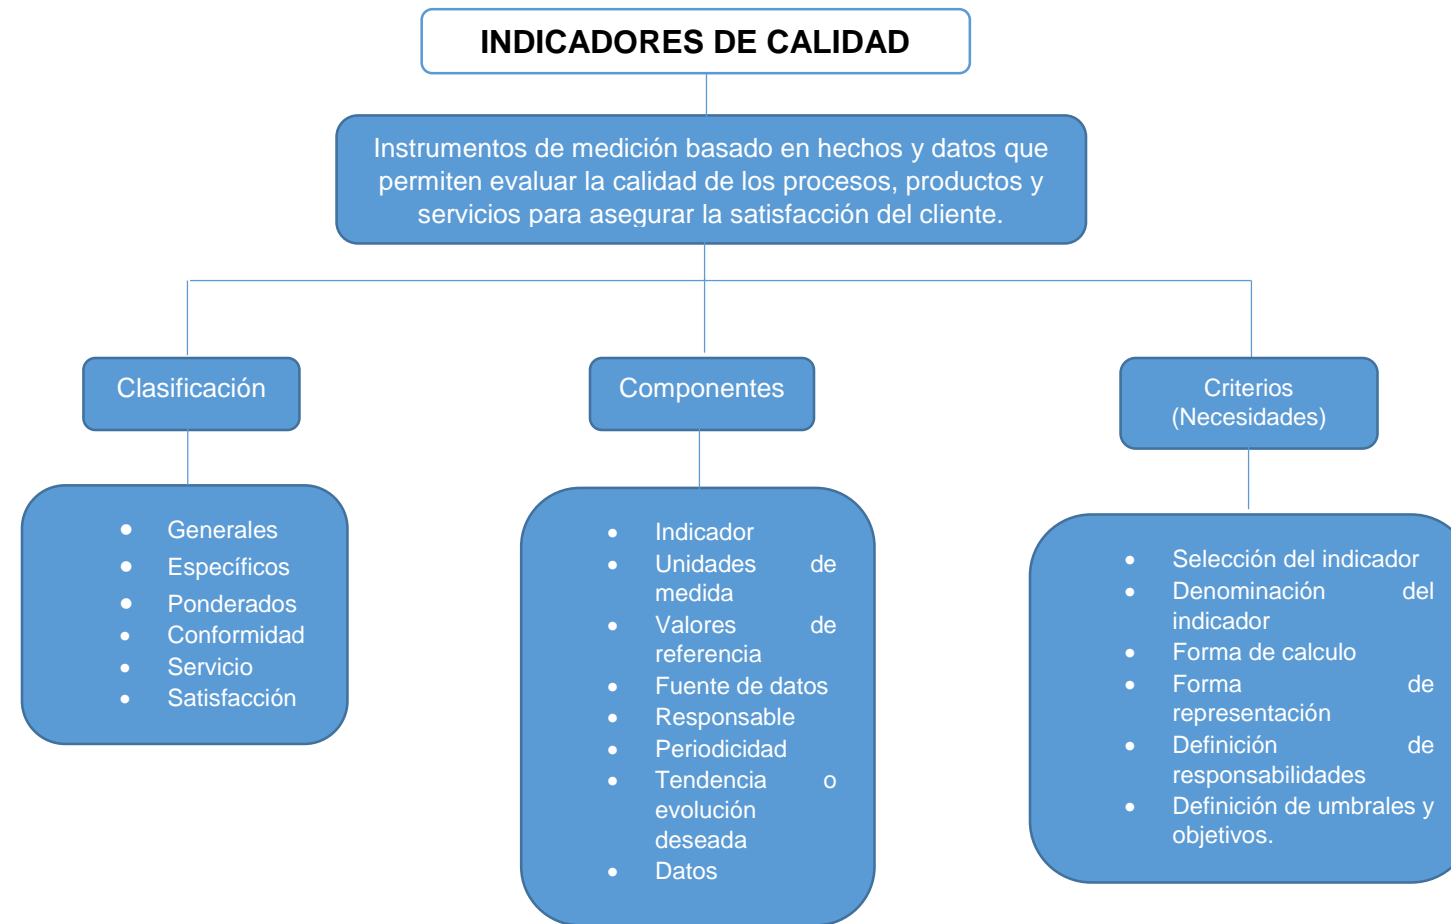 INDICADORES DE CALIDAD
Instrumentos de medición basado en hechos y datos que
permiten evaluar la calidad de los procesos, productos y
servicios para asegurar la satisfacción del cliente.
Clasificación
• Generales
• Específicos
• Ponderados
• Conformidad
• Servicio
• Satisfacción
Componentes
• Indicador
• Unidades de
medida
• Valores de
referencia
• Fuente de datos
• Responsable
• Periodicidad
• Tendencia o
evolución
deseada
• Datos
Criterios
(Necesidades)
• Selección del indicador
• Denominación del
indicador
• Forma de calculo
• Forma de
representación
• Definición de
responsabilidades
• Definición de umbrales y
objetivos.